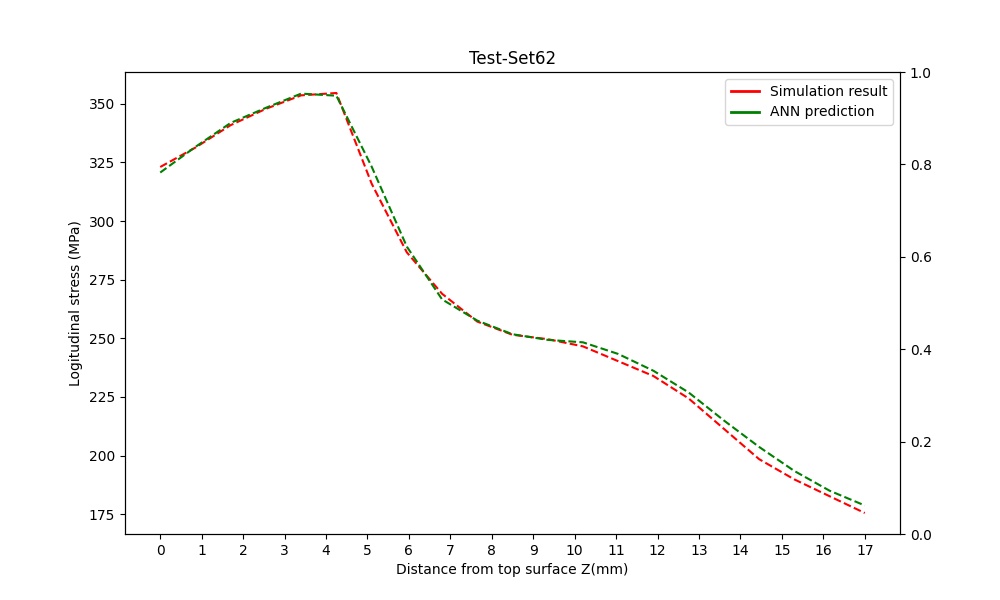 Test-Set62
Simulation result
ANN prediction
350
325
300
275
250
225
200
175
Logitudinal stress (MPa)
1.0
0.8
0.6
0.4
0.2
0.0
0 1 2 3 4 5 6 7 8 9 10 11 12 13 14 15 16 17
Distance from top surface Z(mm)